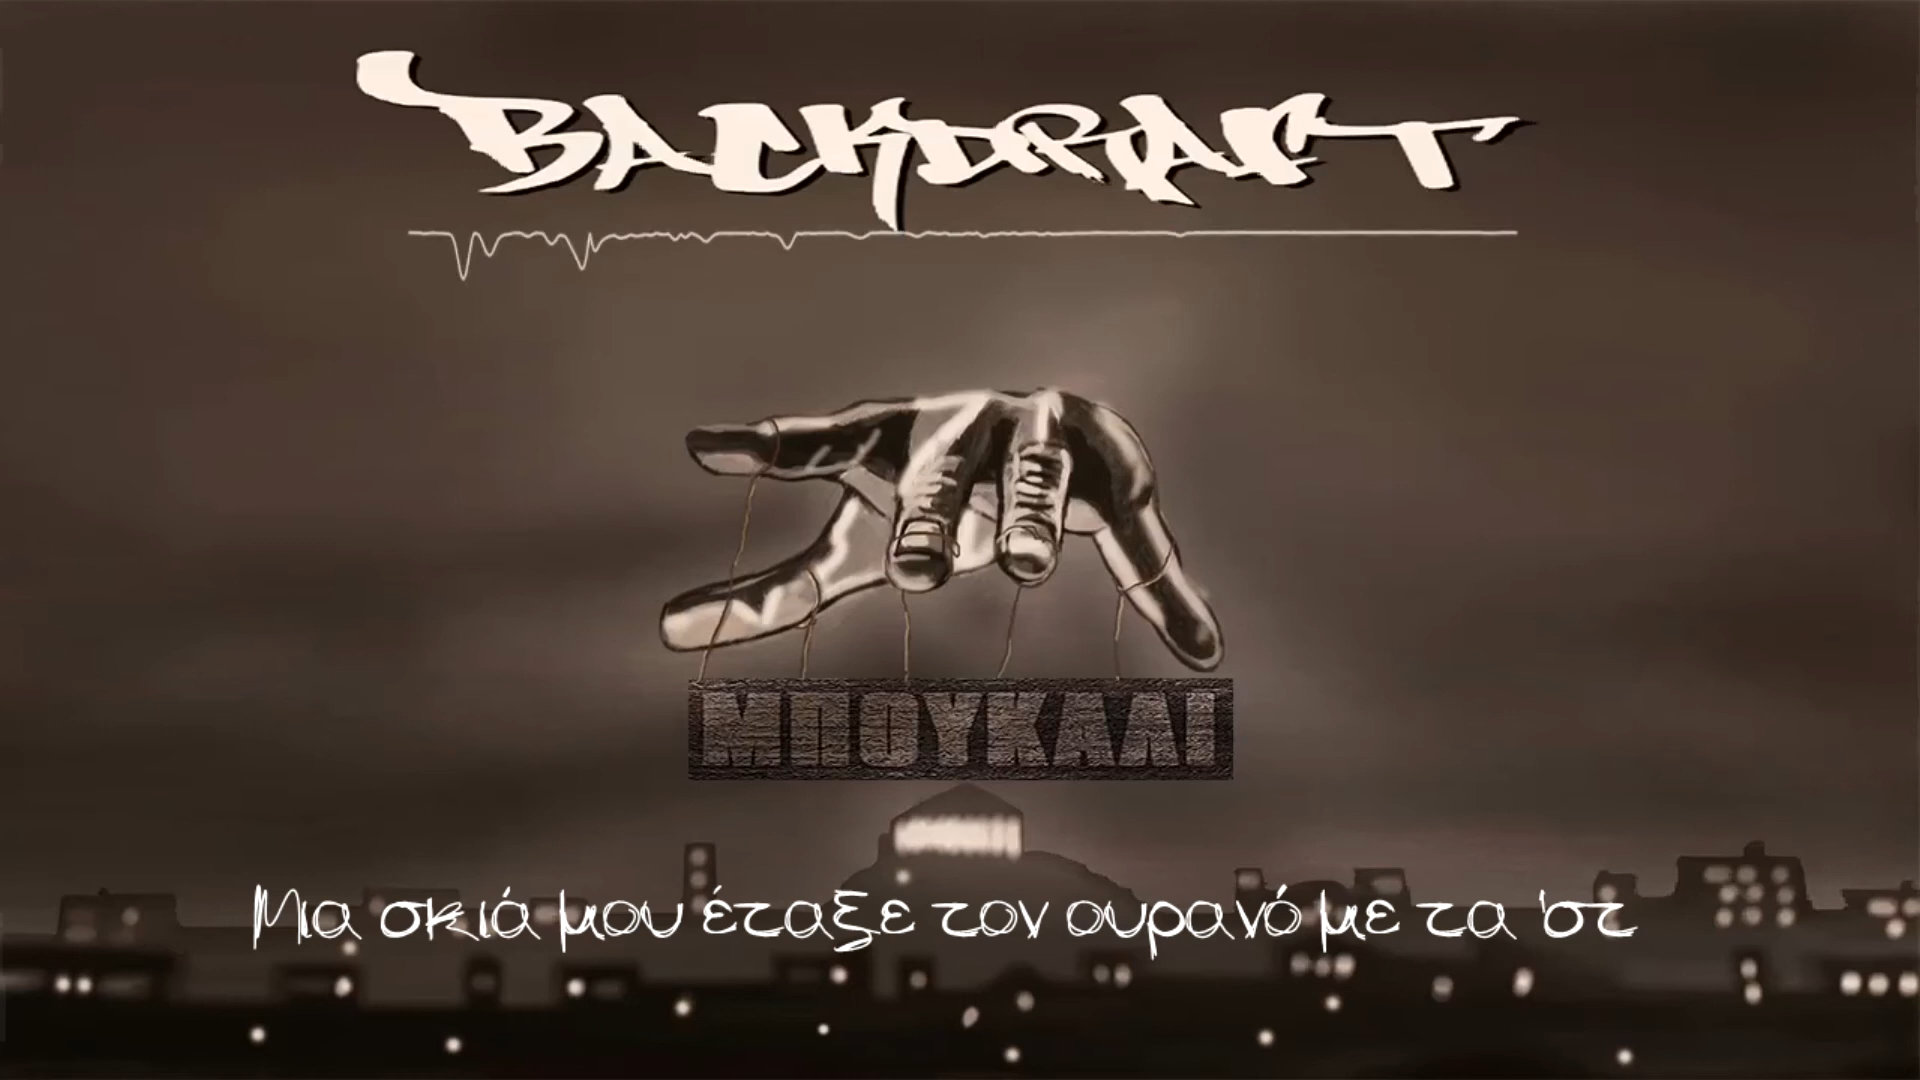 BACKDRAFT
ΜΠΟΥΚΑΛΙ
Μια σκιά μου έταξε τον ουρανό με τα 'στ